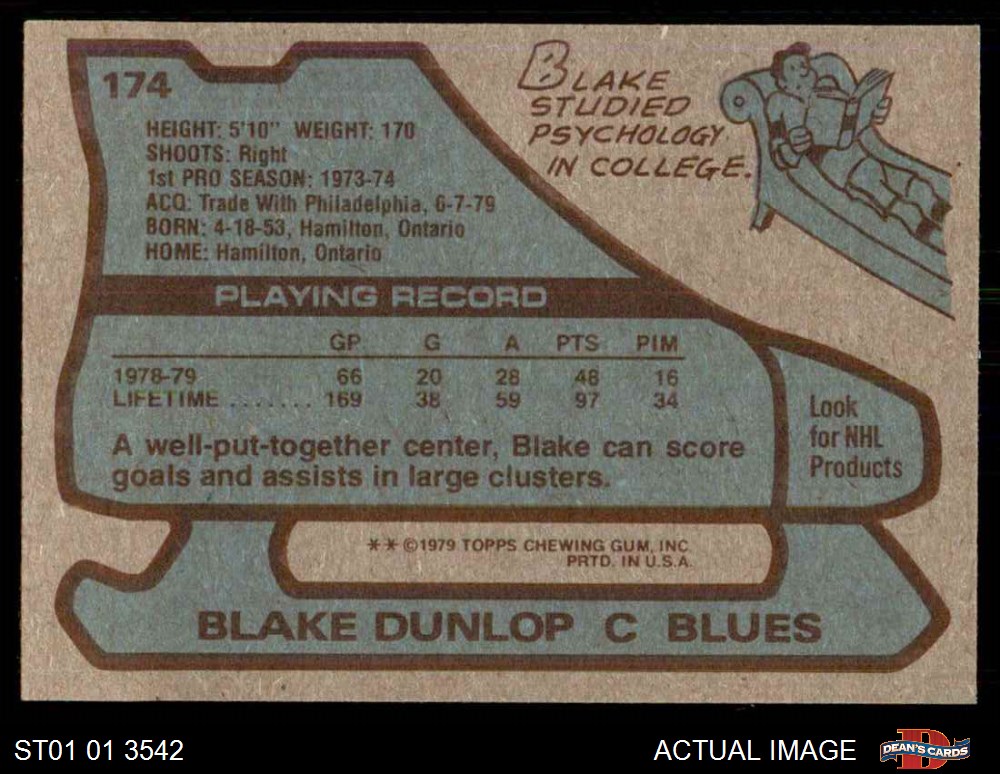 174
BLAKE
STUDIED
PSYCHOLOGY
IN COLLEGE.
HEIGHT: 5'10" WEIGHT: 170
SHOOTS: Right
1st PRO SEASON: 1973-74
ACQ: Trade With Philadelphia, 6-7-79
BORN: 4-18-53, Hamilton, Ontario
HOME: Hamilton, Ontario
PLAYING RECORD
GP G A PTS PIM
1978-79 66 20 28 48 16
LIFETIME ....... 169 38 59 97 34
A well-put-together center, Blake can score
goals and assists in large clusters.
Look
for NHL
Products
**©1979 TOPPS CHEWING GUM, INC
PRTD. IN U.S.A.
BLAKE DUNLOP C BLUES
ST01 01 3542
ACTUAL IMAGE
DEAN'S CARDS